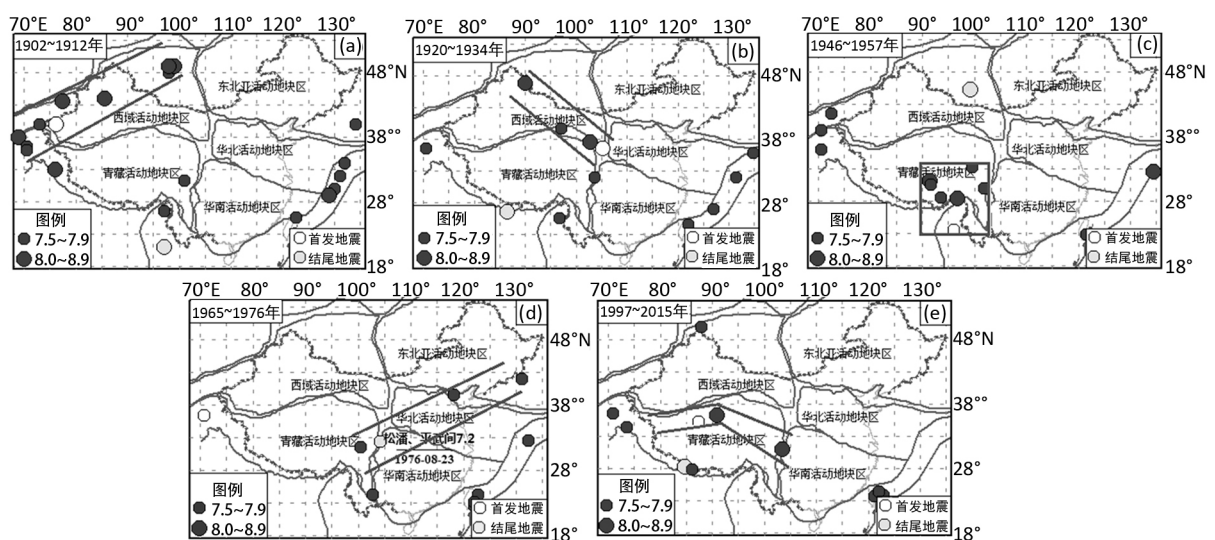 70°E 80° 90° 100° 110° 120° 130°
1902~1912年
(a)
48°N
东北亚活动地块区
西域活动地块区
38°
华北活动地块区
青藏活动地块区
28°
华南活动地块区
图例
7.5~7.9
8.0~8.9
首发地震
结尾地震
18°
70°E 80° 90° 100° 110° 120° 130°
1920~1934年
(b)
48°N
东北亚活动地块区
西域活动地块区
38°
华北活动地块区
青藏活动地块区
28°
华南活动地块区
图例
7.5~7.9
8.0~8.9
首发地震
结尾地震
18°
70°E 80° 90° 100° 110° 120° 130°
1946~1957年
(c)
48°N
东北亚活动地块区
西域活动地块区
38°
华北活动地块区
青藏活动地块区
28°
华南活动地块区
图例
7.5~7.9
8.0~8.9
首发地震
结尾地震
18°
70°E 80° 90° 100° 110° 120° 130°
1965~1976年
(d)
48°N
东北亚活动地块区
西域活动地块区
38°
华北活动地块区
青藏活动地块区
松潘、平武间7.2
1976-08-23
28°
华南活动地块区
图例
7.5~7.9
8.0~8.9
首发地震
结尾地震
18°
70°E 80° 90° 100° 110° 120° 130°
1997~2015年
(e)
48°N
东北亚活动地块区
西域活动地块区
38°
华北活动地块区
青藏活动地块区
28°
华南活动地块区
图例
7.5~7.9
8.0~8.9
首发地震
结尾地震
18°